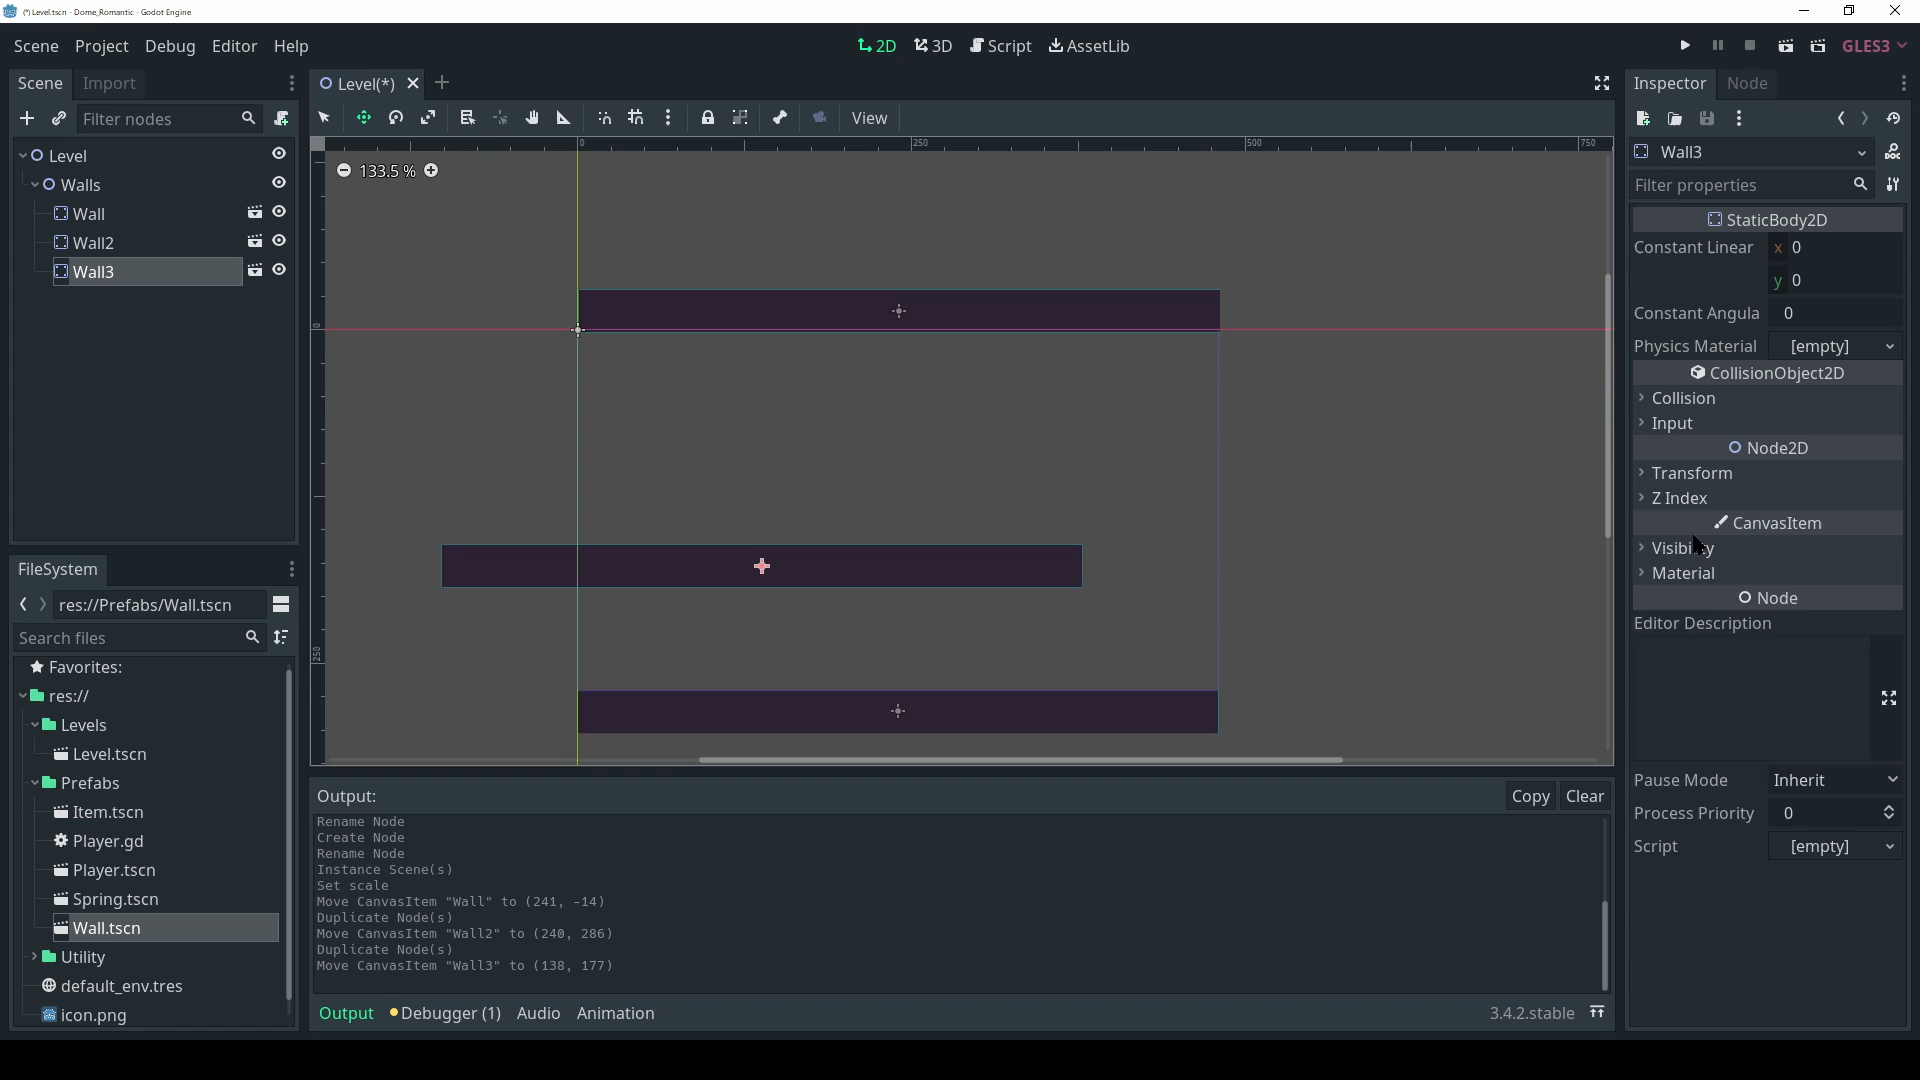 (*) Level.tscn - Dome_Romantic - Godot Engine
Scene Project Debug Editor Help
2D 3D Script AssetLib
GLES3
Scene Import
Filter nodes
Level
Walls
Wall
Wall2
Wall3
FileSystem
res://Prefabs/Wall.tscn
Search files
Favorites:
res://
Levels
Level.tscn
Prefabs
Item.tscn
Player.gd
Player.tscn
Spring.tscn
Wall.tscn
Utility
default_env.tres
icon.png
Level(*)
View
0 250 500 750
133.5 %
0
250
Output:
Copy Clear
Rename Node
Create Node
Rename Node
Instance Scene(s)
Set scale
Move CanvasItem "Wall" to (241, -14)
Duplicate Node(s)
Move CanvasItem "Wall2" to (240, 286)
Duplicate Node(s)
Move CanvasItem "Wall3" to (138, 177)
Output Debugger (1) Audio Animation
3.4.2.stable
Inspector Node
Wall3
Filter properties
StaticBody2D
Constant Linear x 0
y 0
Constant Angula 0
Physics Material [empty]
CollisionObject2D
Collision
Input
Node2D
Transform
Z Index
CanvasItem
Visibility
Material
Node
Editor Description
Pause Mode Inherit
Process Priority 0
Script [empty]